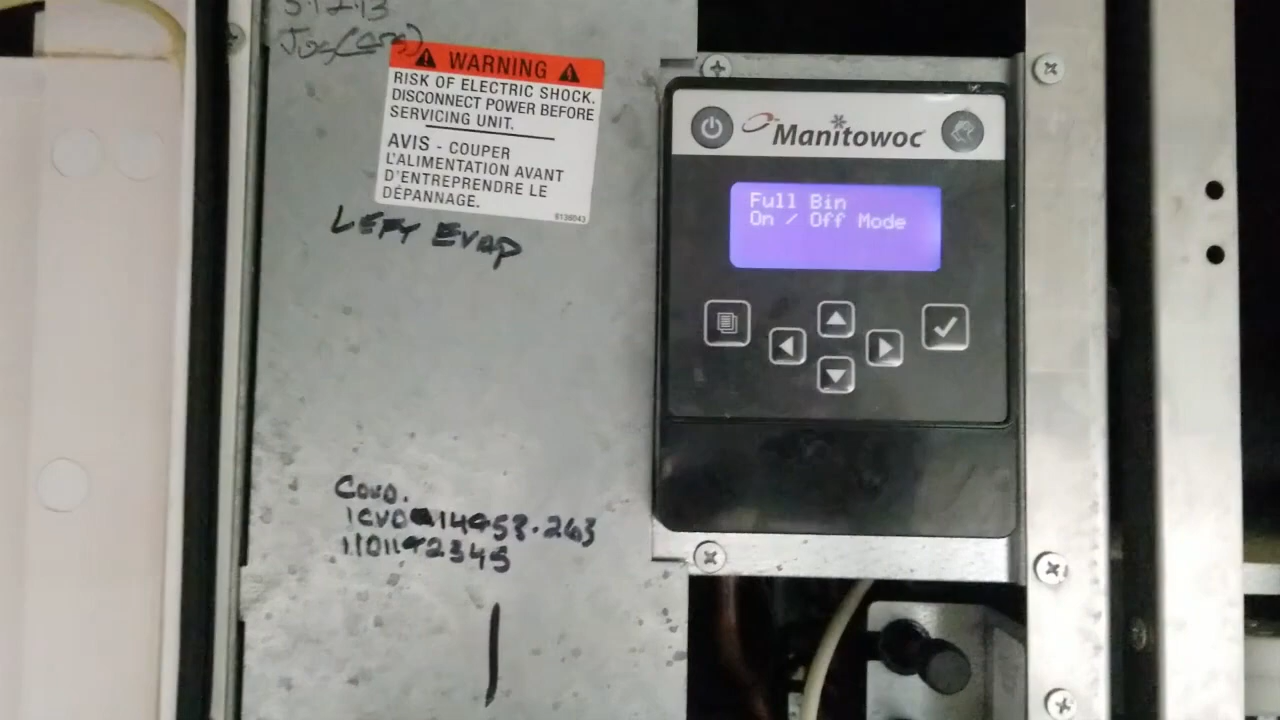 WARNING
RISK OF ELECTRIC SHOCK.
DISCONNECT POWER BEFORE
SERVICING UNIT.
AVIS - COUPER
L'ALIMENTATION AVANT
D'ENTREPRENDRE LE
DÉPANNAGE.
9136043
LEFT EVAP
Manitowoc
Full Bin
On / Off Mode